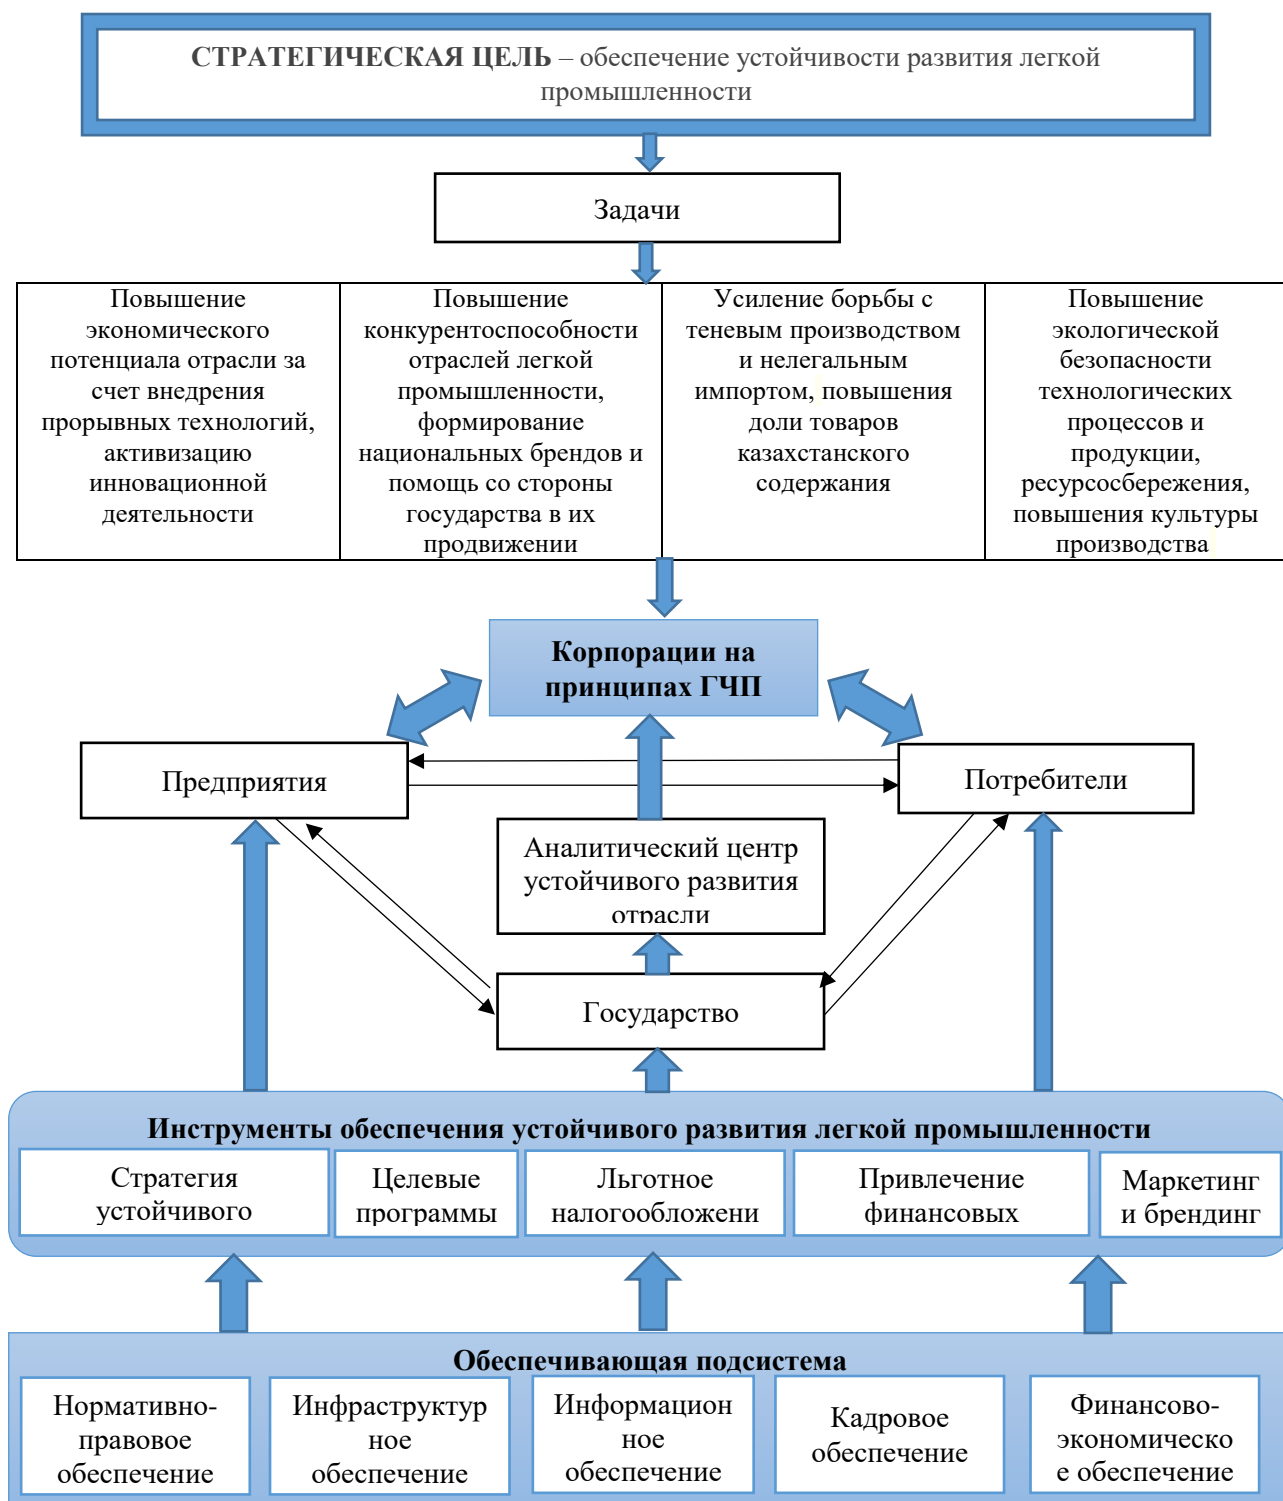 СТРАТЕГИЧЕСКАЯ ЦЕЛЬ – обеспечение устойчивости развития легкой
промышленности
Задачи
Повышение
экономического
потенциала отрасли за
счет внедрения
прорывных технологий,
активизацию
инновационной
деятельности
Повышение
конкурентоспособности
отраслей легкой
промышленности,
формирование
национальных брендов и
помощь со стороны
государства в их
продвижении
Усиление борьбы с
теневым производством
и нелегальным
импортом, повышения
доли товаров
казахстанского
содержания
Повышение
экологической
безопасности
технологических
процессов и
продукции,
ресурсосбережения,
повышения культуры
производства
Корпорации на
принципах ГЧП
Предприятия
Потребители
Аналитический центр
устойчивого развития
отрасли
Государство
Инструменты обеспечения устойчивого развития легкой промышленности
Стратегия
устойчивого
Целевые
программы
Льготное
налогообложени
Привлечение
финансовых
Маркетинг
и брендинг
Обеспечивающая подсистема
Нормативно-
правовое
обеспечение
Инфраструктур
ное
обеспечение
Информацион
ное
обеспечение
Кадровое
обеспечение
Финансово-
экономическо
е обеспечение